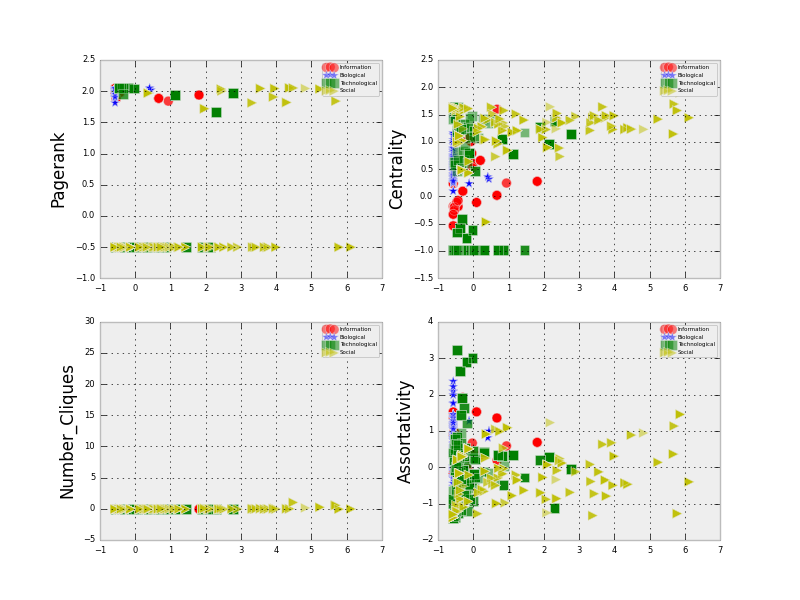 Pagerank
2.5
2.0
1.5
1.0
0.5
0.0
−0.5
−1.0
−1 0 1 2 3 4 5 6 7
Information
Biological
Technological
Social
Centrality
2.5
2.0
1.5
1.0
0.5
0.0
−0.5
−1.0
−1.5
−1 0 1 2 3 4 5 6 7
Information
Biological
Technological
Social
Number_Cliques
30
25
20
15
10
5
0
−5
−1 0 1 2 3 4 5 6 7
Information
Biological
Technological
Social
Assortativity
4
3
2
1
0
−1
−2
−1 0 1 2 3 4 5 6 7
Information
Biological
Technological
Social